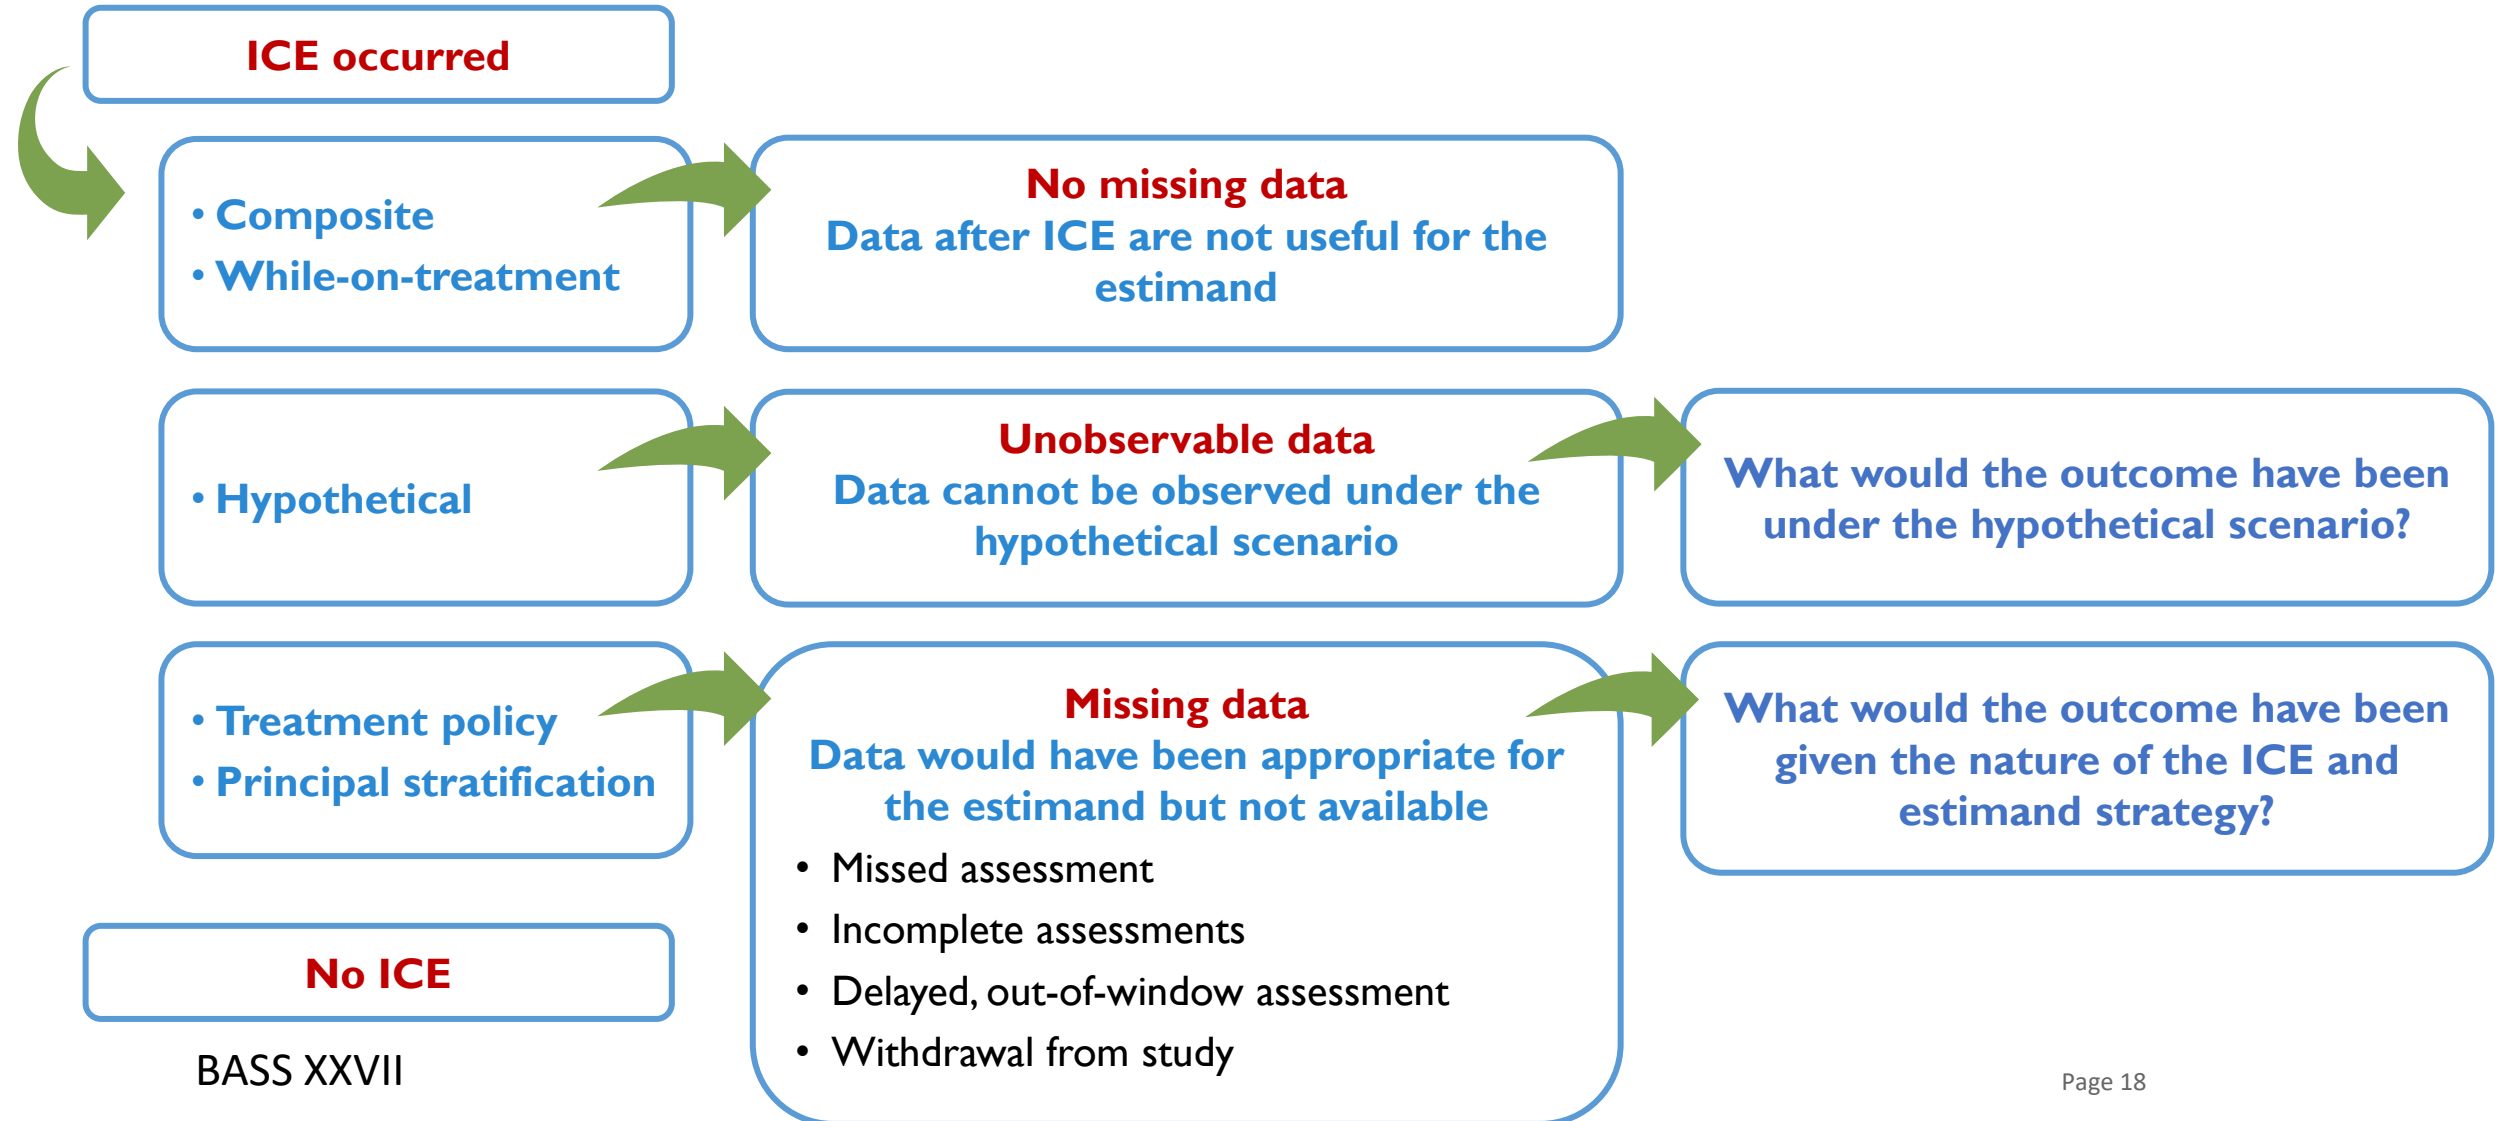 ICE occurred
• Composite
• While-on-treatment
No missing data
Data after ICE are not useful for the
estimand
• Hypothetical
Unobservable data
Data cannot be observed under the
hypothetical scenario
What would the outcome have been
under the hypothetical scenario?
• Treatment policy
• Principal stratification
Missing data
Data would have been appropriate for
the estimand but not available
• Missed assessment
• Incomplete assessments
• Delayed, out-of-window assessment
• Withdrawal from study
What would the outcome have been
given the nature of the ICE and
estimand strategy?
No ICE
BASS XXVII
Page 18